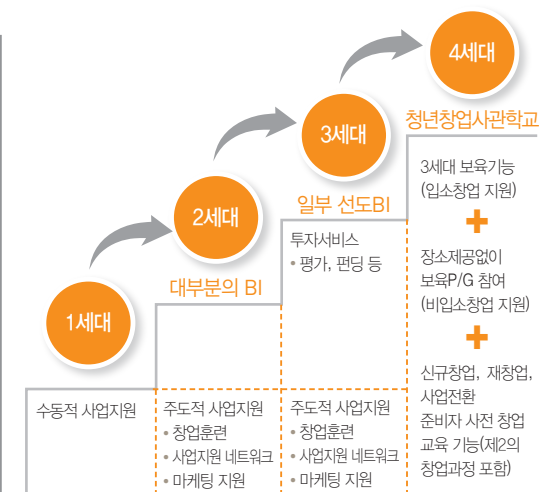 4세대
청년창업사관학교
3세대 보육기능
(입소창업 지원)
+
장소제공없이
보육P/G 참여
(비입소창업 지원)
+
신규창업, 재창업,
사업전환
준비자 사전 창업
교육 기능(제2의
창업과정 포함)
3세대
일부 선도BI
투자서비스
• 평가, 펀딩 등
주도적 사업지원
• 창업훈련
• 사업지원 네트워크
• 마케팅 지원
2세대
대부분의 BI
주도적 사업지원
• 창업훈련
• 사업지원 네트워크
• 마케팅 지원
1세대
수동적 사업지원